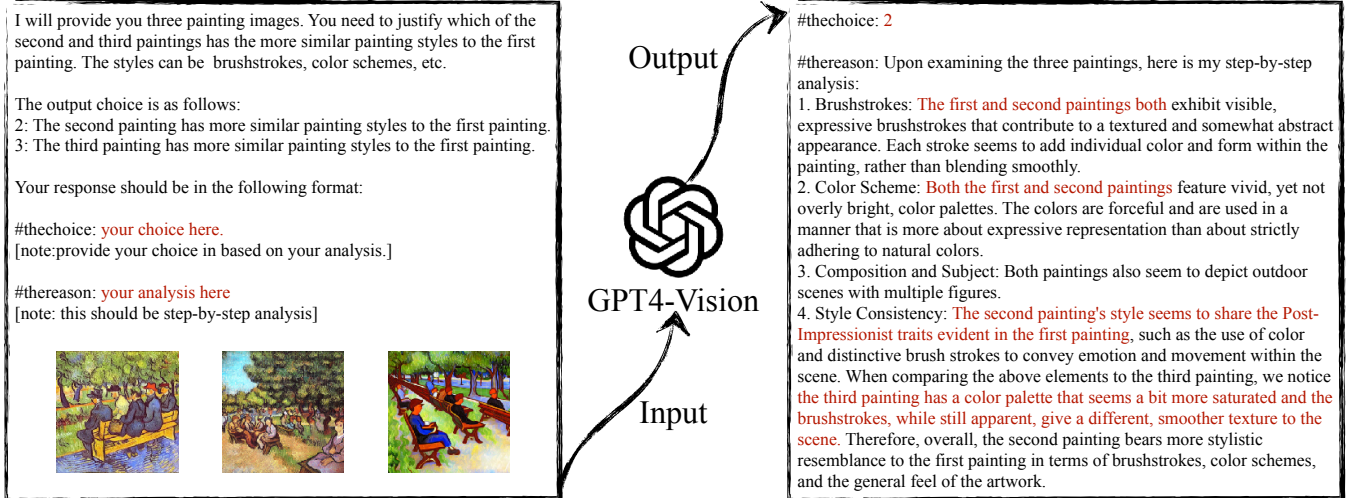 I will provide you three painting images. You need to justify which of the
second and third paintings has the more similar painting styles to the first
painting. The styles can be  brushstrokes, color schemes, etc.
The output choice is as follows:
2: The second painting has more similar painting styles to the first painting.
3: The third painting has more similar painting styles to the first painting.
Your response should be in the following format:
#thechoice: your choice here.
[note:provide your choice in based on your analysis.]
#thereason: your analysis here
[note: this should be step-by-step analysis]
Output
GPT4-Vision
Input
#thechoice: 2
#thereason: Upon examining the three paintings, here is my step-by-step
analysis:
1. Brushstrokes: The first and second paintings both exhibit visible,
expressive brushstrokes that contribute to a textured and somewhat abstract
appearance. Each stroke seems to add individual color and form within the
painting, rather than blending smoothly.
2. Color Scheme: Both the first and second paintings feature vivid, yet not
overly bright, color palettes. The colors are forceful and are used in a
manner that is more about expressive representation than about strictly
adhering to natural colors.
3. Composition and Subject: Both paintings also seem to depict outdoor
scenes with multiple figures.
4. Style Consistency: The second painting's style seems to share the Post-
Impressionist traits evident in the first painting, such as the use of color
and distinctive brush strokes to convey emotion and movement within the
scene. When comparing the above elements to the third painting, we notice
the third painting has a color palette that seems a bit more saturated and the
brushstrokes, while still apparent, give a different, smoother texture to the
scene. Therefore, overall, the second painting bears more stylistic
resemblance to the first painting in terms of brushstrokes, color schemes,
and the general feel of the artwork.